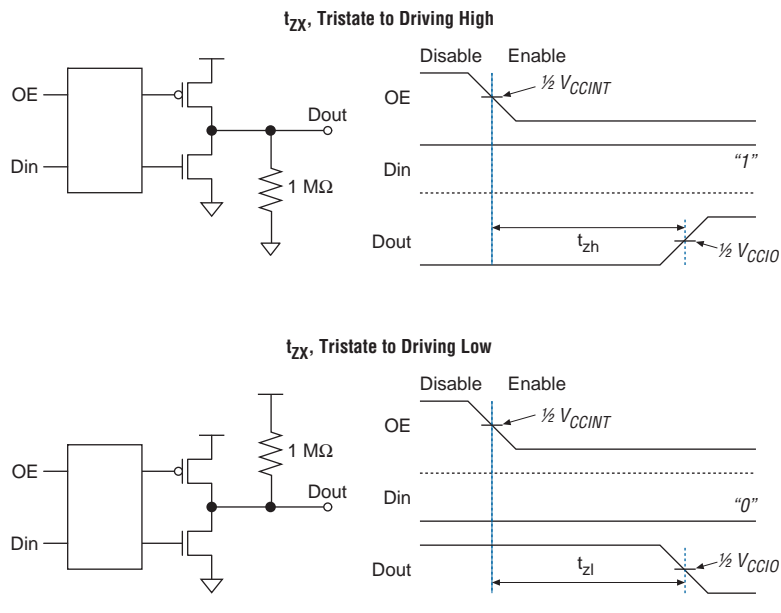 tZX, Tristate to Driving High
Disable Enable
OE
½ VCCINT
OE
Dout
Din
1 MΩ
Din
"1"
Dout
tzh
½ VCCIO
tZX, Tristate to Driving Low
Disable Enable
OE
½ VCCINT
1 MΩ
OE
Dout
Din
Din
"0"
Dout
tzl
½ VCCIO